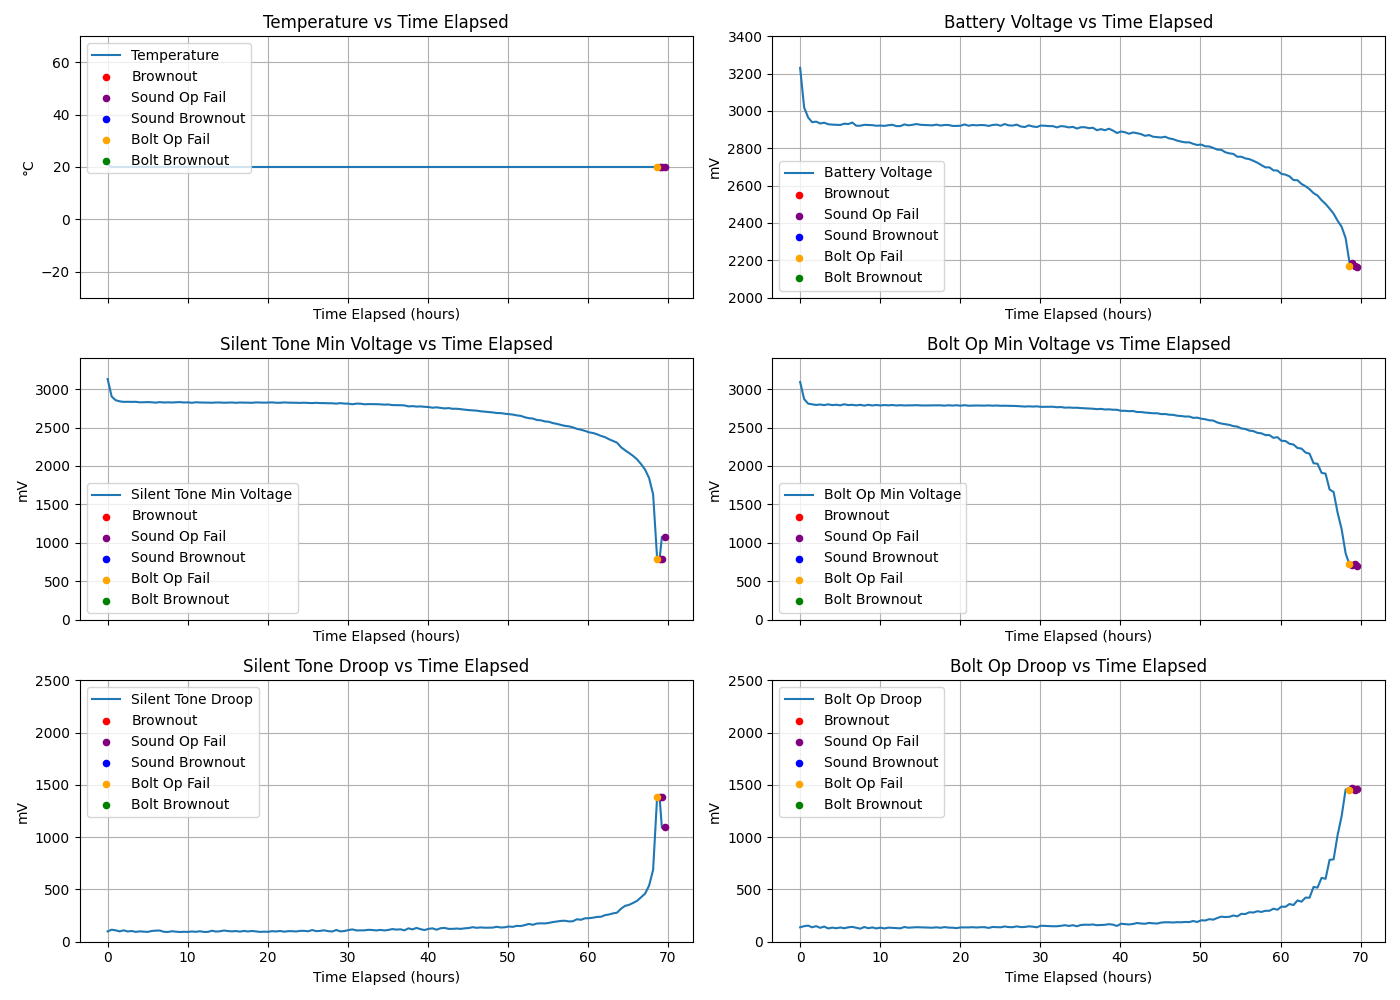 Temperature vs Time Elapsed
60
40
20
0
−20
°C
Temperature
Brownout
Sound Op Fail
Sound Brownout
Bolt Op Fail
Bolt Brownout
Time Elapsed (hours)
Battery Voltage vs Time Elapsed
3400
3200
3000
2800
2600
2400
2200
2000
mV
Battery Voltage
Brownout
Sound Op Fail
Sound Brownout
Bolt Op Fail
Bolt Brownout
Time Elapsed (hours)
Silent Tone Min Voltage vs Time Elapsed
3000
2500
2000
1500
1000
500
0
mV
Silent Tone Min Voltage
Brownout
Sound Op Fail
Sound Brownout
Bolt Op Fail
Bolt Brownout
Time Elapsed (hours)
Bolt Op Min Voltage vs Time Elapsed
3000
2500
2000
1500
1000
500
0
mV
Bolt Op Min Voltage
Brownout
Sound Op Fail
Sound Brownout
Bolt Op Fail
Bolt Brownout
Time Elapsed (hours)
Silent Tone Droop vs Time Elapsed
2500
2000
1500
1000
500
0
mV
Silent Tone Droop
Brownout
Sound Op Fail
Sound Brownout
Bolt Op Fail
Bolt Brownout
0 10 20 30 40 50 60 70
Time Elapsed (hours)
Bolt Op Droop vs Time Elapsed
2500
2000
1500
1000
500
0
mV
Bolt Op Droop
Brownout
Sound Op Fail
Sound Brownout
Bolt Op Fail
Bolt Brownout
0 10 20 30 40 50 60 70
Time Elapsed (hours)